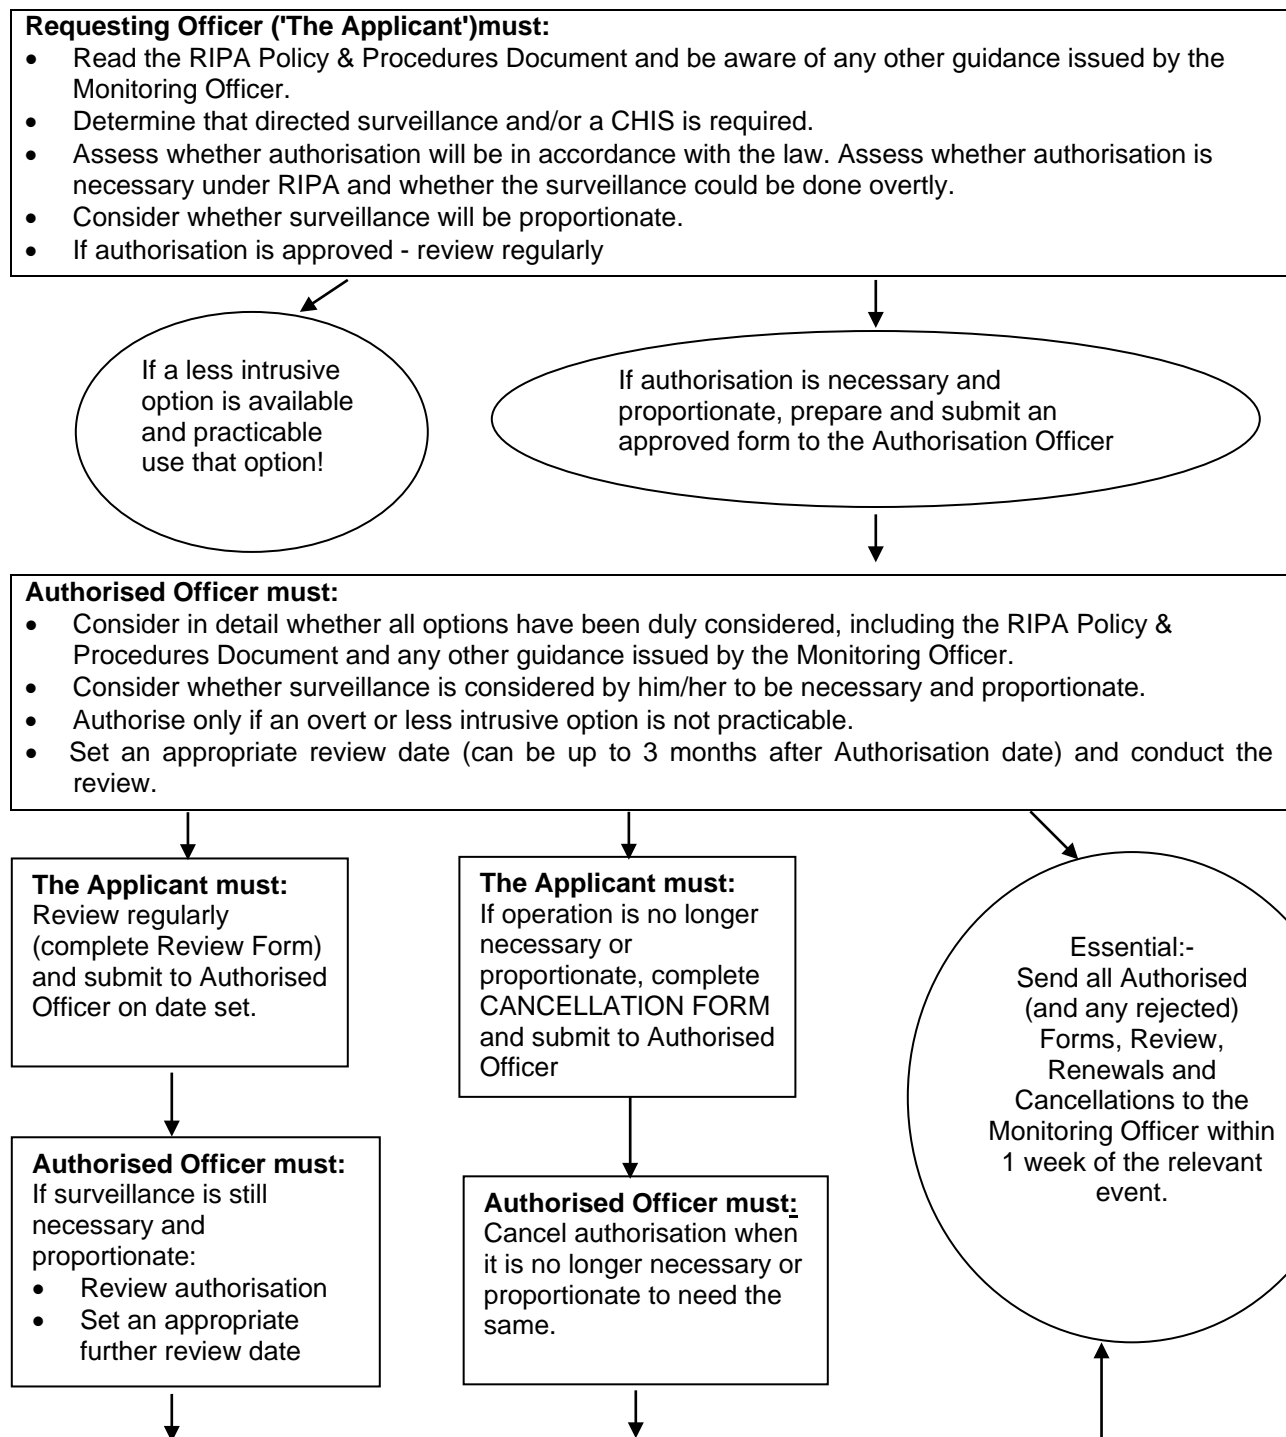 Requesting Officer ('The Applicant')must:
• Read the RIPA Policy & Procedures Document and be aware of any other guidance issued by the
Monitoring Officer.
• Determine that directed surveillance and/or a CHIS is required.
• Assess whether authorisation will be in accordance with the law. Assess whether authorisation is
necessary under RIPA and whether the surveillance could be done overtly.
• Consider whether surveillance will be proportionate.
• If authorisation is approved - review regularly
If a less intrusive
option is available
and practicable
use that option!
If authorisation is necessary and
proportionate, prepare and submit an
approved form to the Authorisation Officer
Authorised Officer must:
• Consider in detail whether all options have been duly considered, including the RIPA Policy &
Procedures Document and any other guidance issued by the Monitoring Officer.
• Consider whether surveillance is considered by him/her to be necessary and proportionate.
• Authorise only if an overt or less intrusive option is not practicable.
• Set an appropriate review date (can be up to 3 months after Authorisation date) and conduct the
review.
The Applicant must:
Review regularly
(complete Review Form)
and submit to Authorised
Officer on date set.
The Applicant must:
If operation is no longer
necessary or
proportionate, complete
CANCELLATION FORM
and submit to Authorised
Officer
Essential:-
Send all Authorised
(and any rejected)
Forms, Review,
Renewals and
Cancellations to the
Monitoring Officer within
1 week of the relevant
event.
Authorised Officer must:
If surveillance is still
necessary and
proportionate:
• Review authorisation
• Set an appropriate
further review date
Authorised Officer must:
Cancel authorisation when
it is no longer necessary or
proportionate to need the
same.